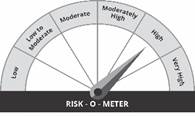 Low
Low to
Moderate
Moderate
Moderately
High
High
Very High
RISK - O - METER